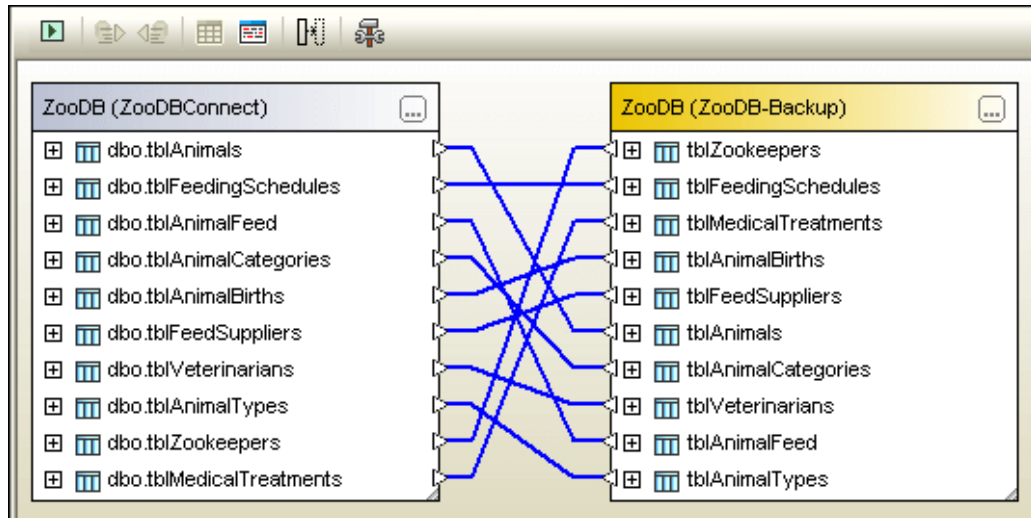 ZooDB (ZooDBConnect)
dbo.tblAnimals
dbo.tblFeedingSchedules
dbo.tblAnimalFeed
dbo.tblAnimalCategories
dbo.tblAnimalBirths
dbo.tblFeedSuppliers
dbo.tblVeterinarians
dbo.tblAnimalTypes
dbo.tblZookeepers
dbo.tblMedicalTreatments
ZooDB (ZooDB-Backup)
tblZookeepers
tblFeedingSchedules
tblMedicalTreatments
tblAnimalBirths
tblFeedSuppliers
tblAnimals
tblAnimalCategories
tblVeterinarians
tblAnimalFeed
tblAnimalTypes